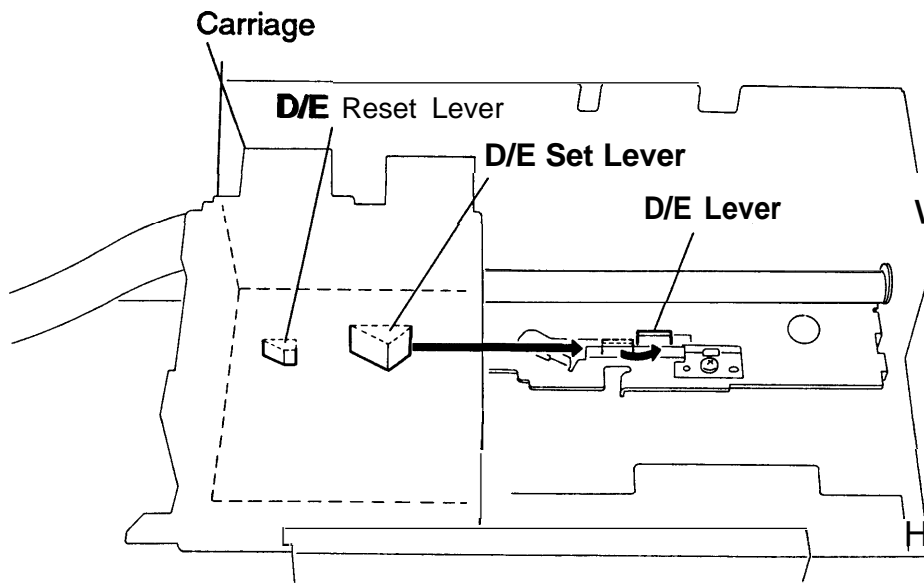 Carriage
D/E Reset Lever
D/E Set Lever
D/E Lever
H